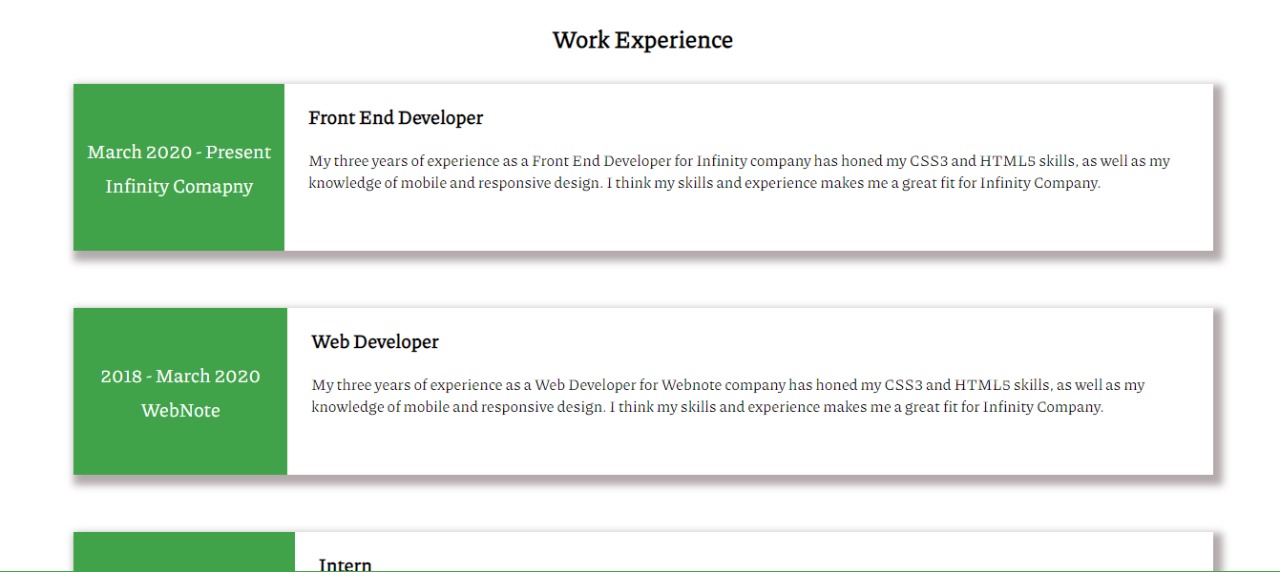 Work Experience
March 2020 - Present
Infinity Comapny
Front End Developer
My three years of experience as a Front End Developer for Infinity company has honed my CSS3 and HTML5 skills, as well as my
knowledge of mobile and responsive design. I think my skills and experience makes me a great fit for Infinity Company.
2018 - March 2020
WebNote
Web Developer
My three years of experience as a Web Developer for Webnote company has honed my CSS3 and HTML5 skills, as well as my
knowledge of mobile and responsive design. I think my skills and experience makes me a great fit for Infinity Company.
Intern